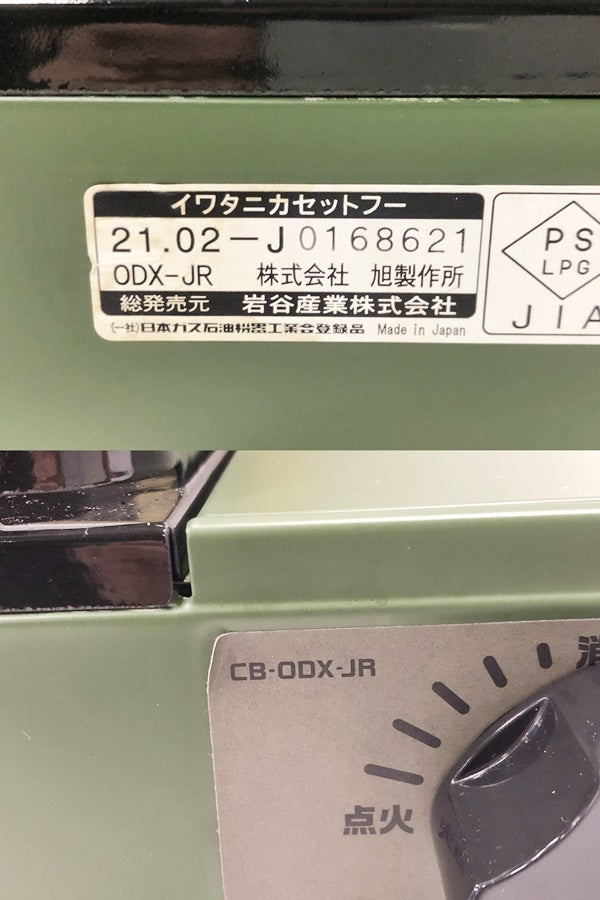 イワタニカセットフー
21.02－J 0168621
ODX-JR 株式会社 旭製作所
総発売元 岩谷産業株式会社
(一社)日本ガス石油機器工業会登録品 Made in Japan
PS
LPG
JIA
CB-ODX-JR
消
点火